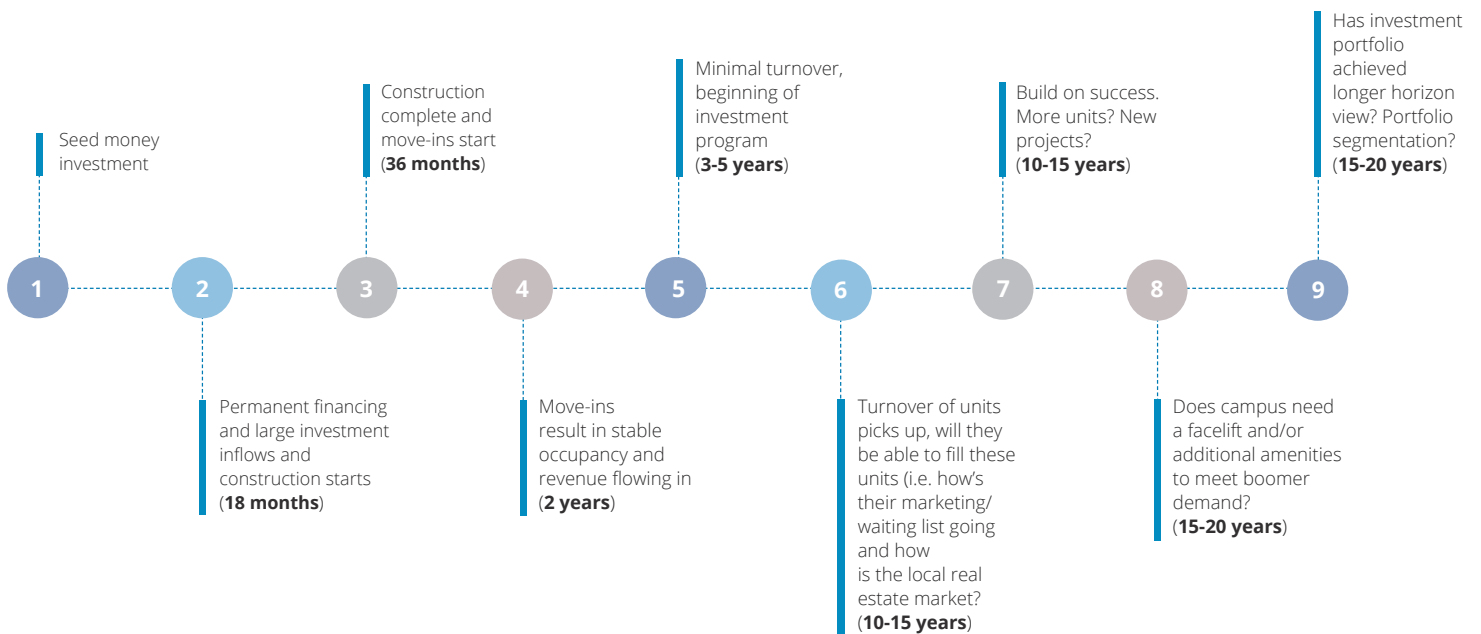 Seed money
investment
1
Permanent financing
and large investment
inflows and
construction starts
(18 months)
2
Construction
complete and
move-ins start
(36 months)
3
Move-ins
result in stable
occupancy and
revenue flowing in
(2 years)
4
Minimal turnover,
beginning of
investment
program
(3-5 years)
5
Turnover of units
picks up, will they
be able to fill these
units (i.e. how's
their marketing/
waiting list going
and how
is the local real
estate market?
(10-15 years)
6
Build on success.
More units? New
projects?
(10-15 years)
7
Does campus need
a facelift and/or
additional amenities
to meet boomer
demand?
(15-20 years)
8
Has investment
portfolio
achieved
longer horizon
view? Portfolio
segmentation?
(15-20 years)
9